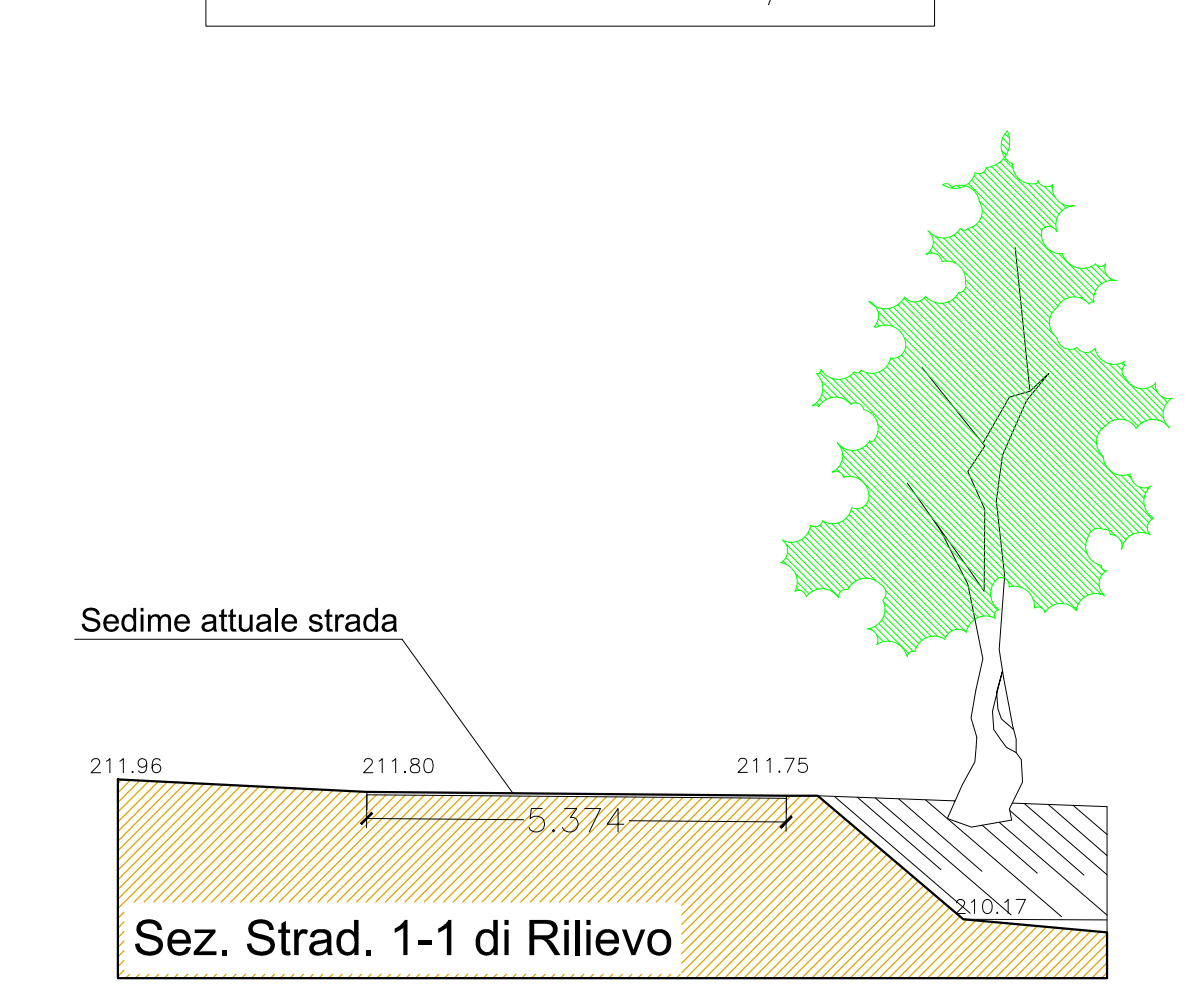 Sedime attuale strada
211.96
211.80
211.75
5.374
210.17
Sez. Strad. 1-1 di Rilievo